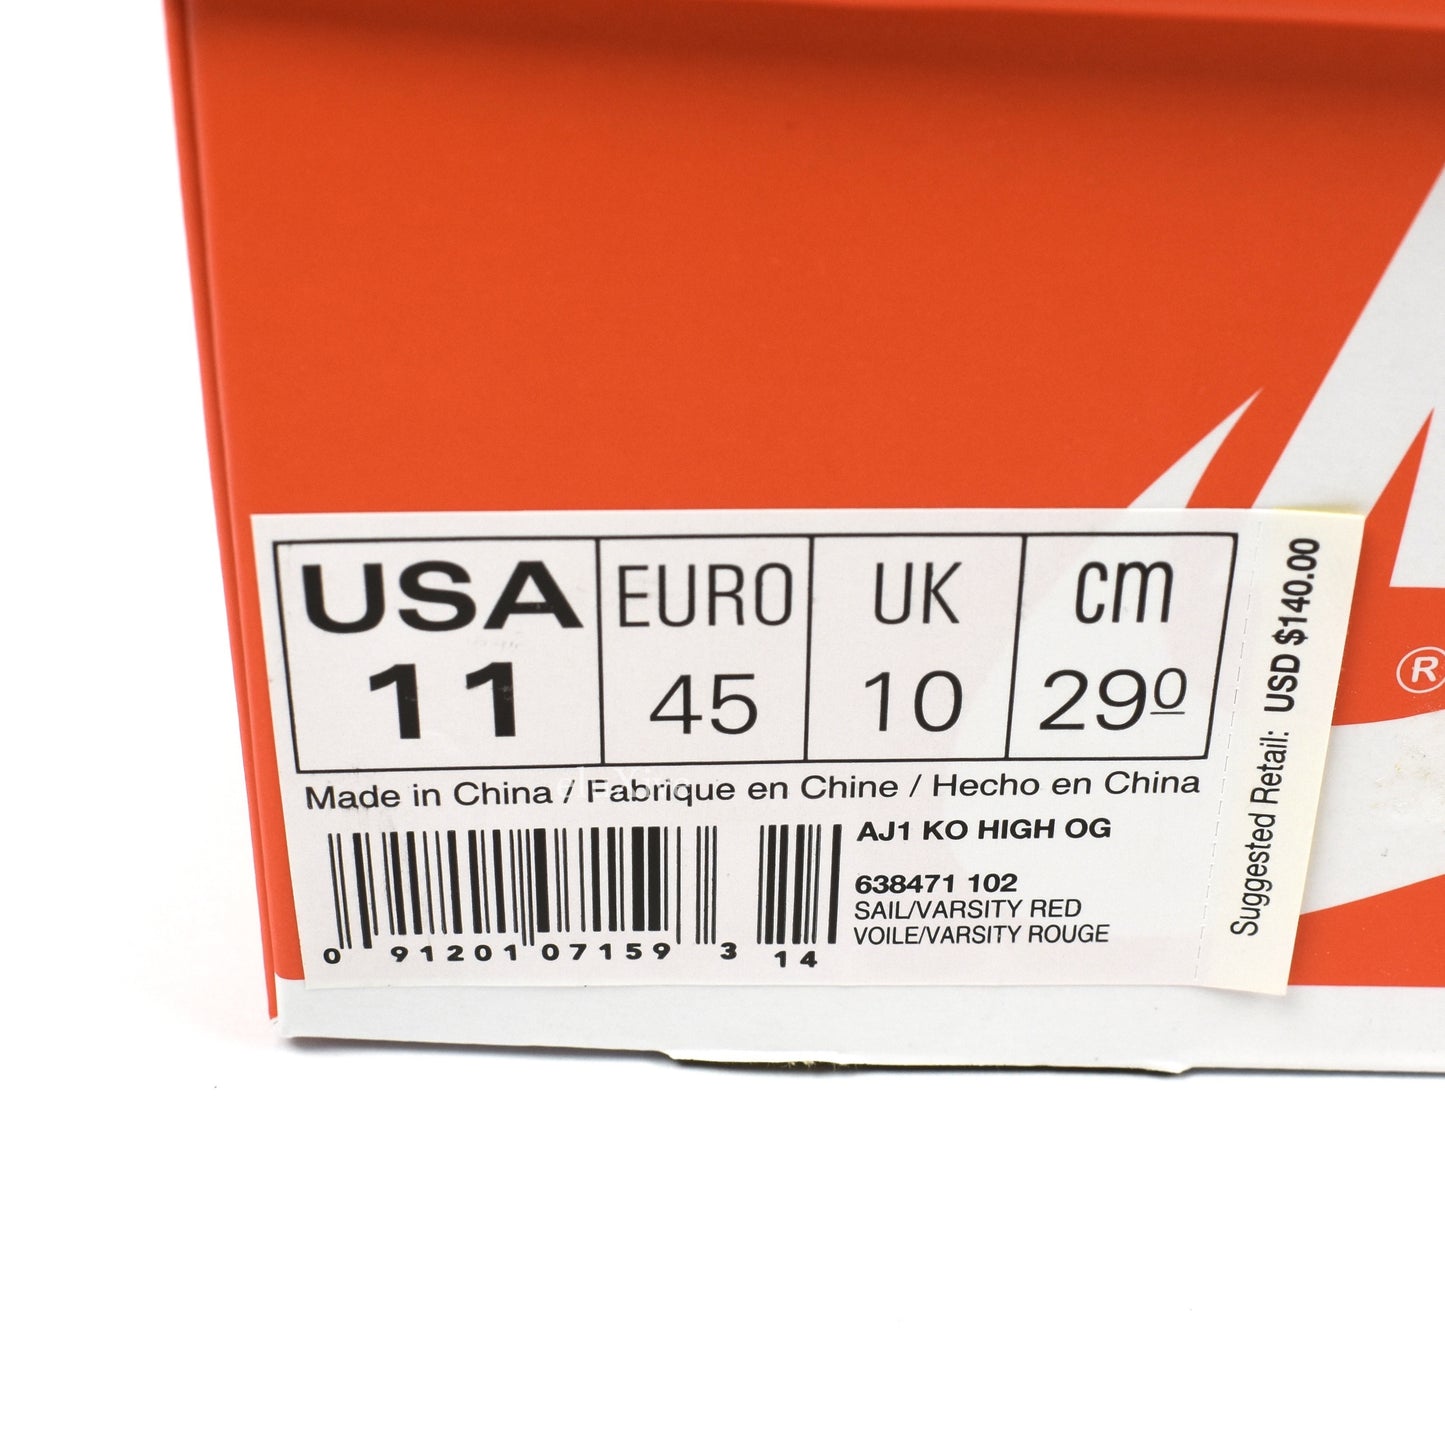 USA EURO UK cm
11 45 10 29º
Made in China / Fabrique en Chine / Hecho en China
AJ1 KO HIGH OG
638471 102
SAIL/VARSITY RED
VOILE/VARSITY ROUGE
0 91201 07159 3 14
Suggested Retail: USD $140.00
®